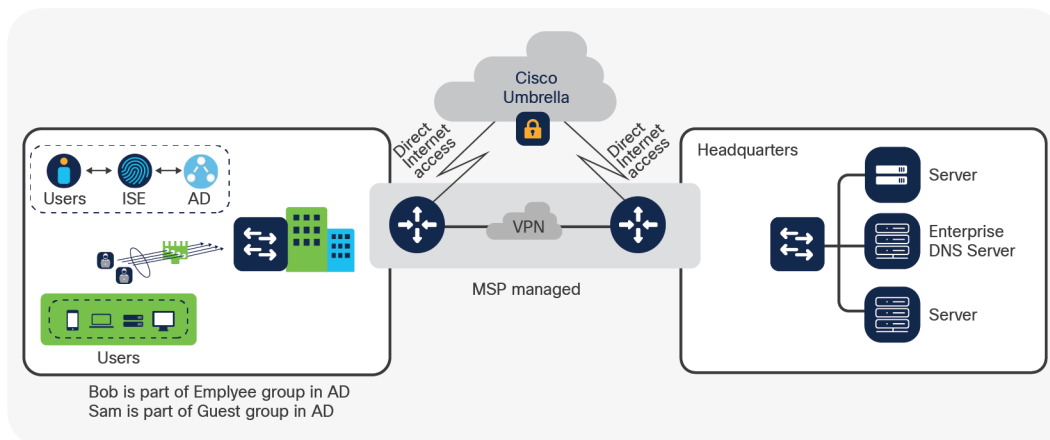 Cisco
Umbrella
Direct
Internet
access
Direct
Internet
access
Users
ISE
AD
Headquarters
Server
Enterprise
DNS Server
Server
VPN
MSP managed
Users
Bob is part of Emplyee group in AD
Sam is part of Guest group in AD